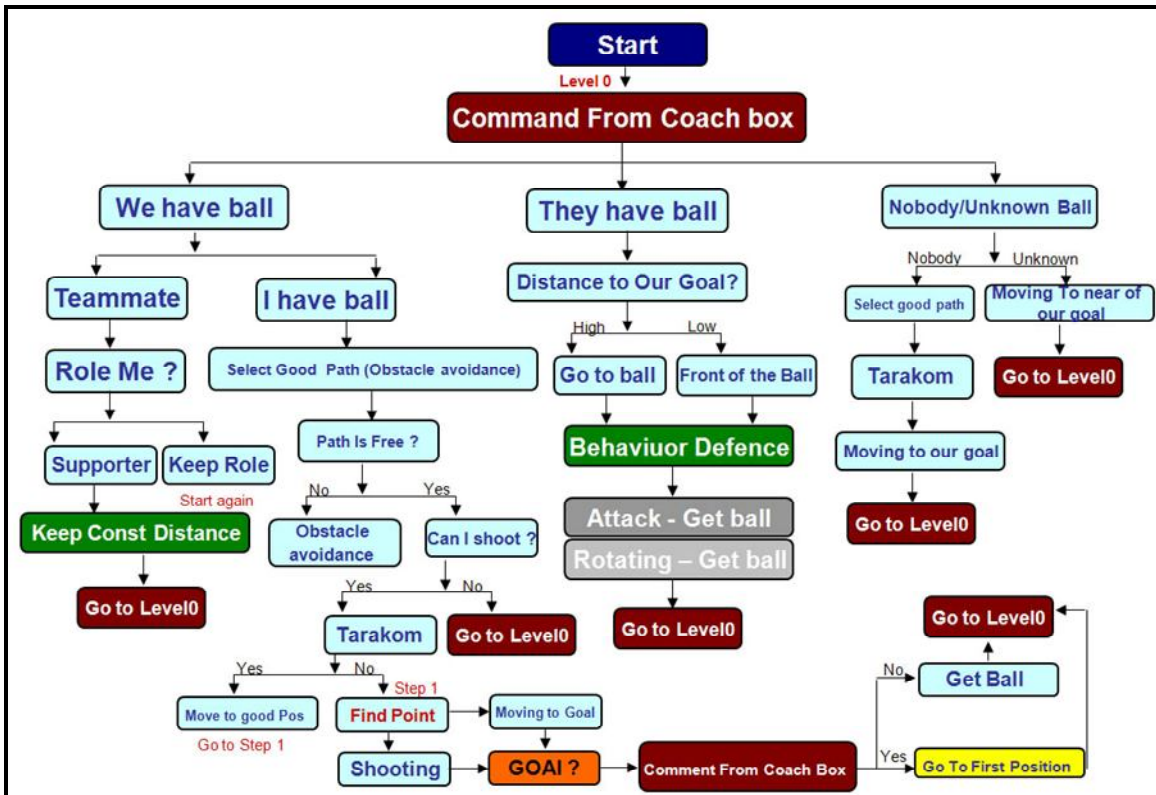 Start
Level 0
Command From Coach box
We have ball
They have ball
Nobody/Unknown Ball
Nobody
Unknown
Teammate
I have ball
Distance to Our Goal?
Select good path
Moving To near of
our goal
High
Low
Role Me ?
Select Good Path (Obstacle avoidance)
Go to ball
Front of the Ball
Tarakom
Go to Level0
Path Is Free ?
Behaviuor Defence
Moving to our goal
Supporter
Keep Role
Start again
No
Yes
Keep Const Distance
Obstacle
avoidance
Can I shoot ?
Attack - Get ball
Rotating – Get ball
Go to Level0
Go to Level0
Yes
No
Tarakom
Go to Level0
Go to Level0
Go to Level0
Yes
No
Step 1
No
Get Ball
Move to good Pos
Find Point
Moving to Goal
Go to Step 1
Shooting
GOAl ?
Comment From Coach Box
Yes
Go To First Position